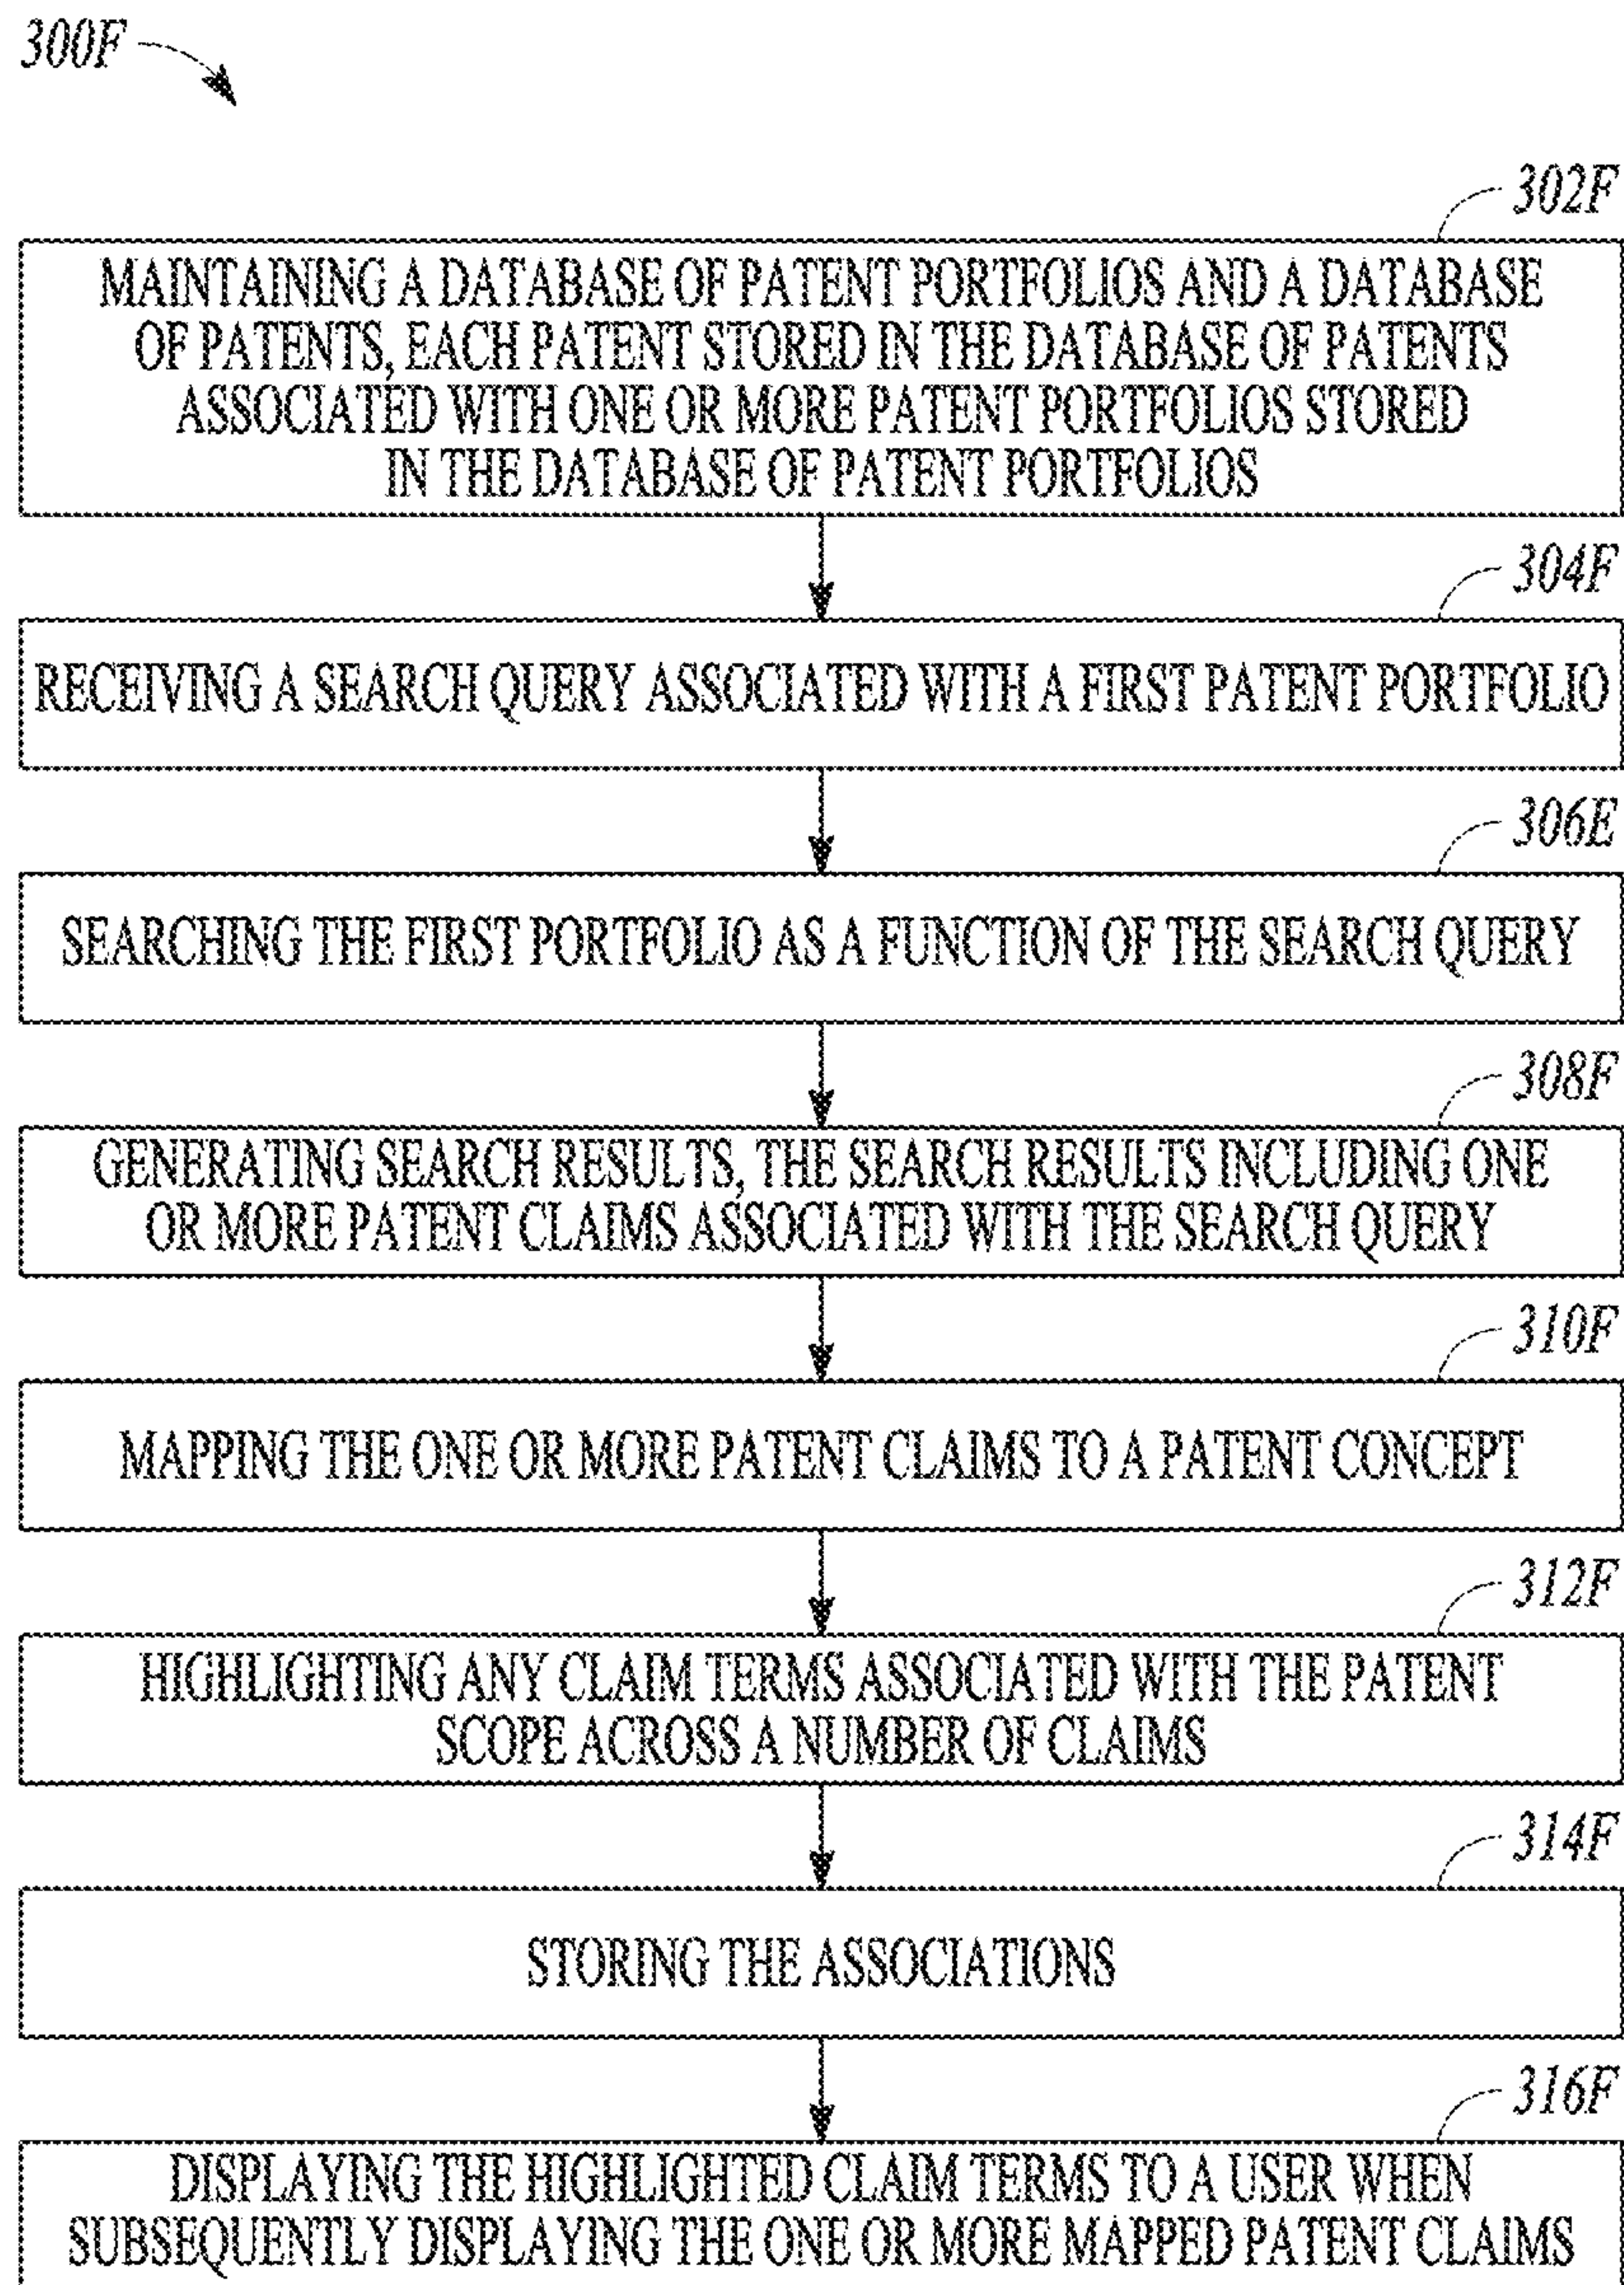 300F
302F
MAINTAINING A DATABASE OF PATENT PORTFOLIOS AND A DATABASE
OF PATENTS, EACH PATENT STORED IN THE DATABASE OF PATENTS
ASSOCIATED WITH ONE OR MORE PATENT PORTFOLIOS STORED
IN THE DATABASE OF PATENT PORTFOLIOS
304F
RECEIVING A SEARCH QUERY ASSOCIATED WITH A FIRST PATENT PORTFOLIO
306E
SEARCHING THE FIRST PORTFOLIO AS A FUNCTION OF THE SEARCH QUERY
308F
GENERATING SEARCH RESULTS, THE SEARCH RESULTS INCLUDING ONE
OR MORE PATENT CLAIMS ASSOCIATED WITH THE SEARCH QUERY
310F
MAPPING THE ONE OR MORE PATENT CLAIMS TO A PATENT CONCEPT
312F
HIGHLIGHTING ANY CLAIM TERMS ASSOCIATED WITH THE PATENT
SCOPE ACROSS A NUMBER OF CLAIMS
314F
STORING THE ASSOCIATIONS
316F
DISPLAYING THE HIGHLIGHTED CLAIM TERMS TO A USER WHEN
SUBSEQUENTLY DISPLAYING THE ONE OR MORE MAPPED PATENT CLAIMS